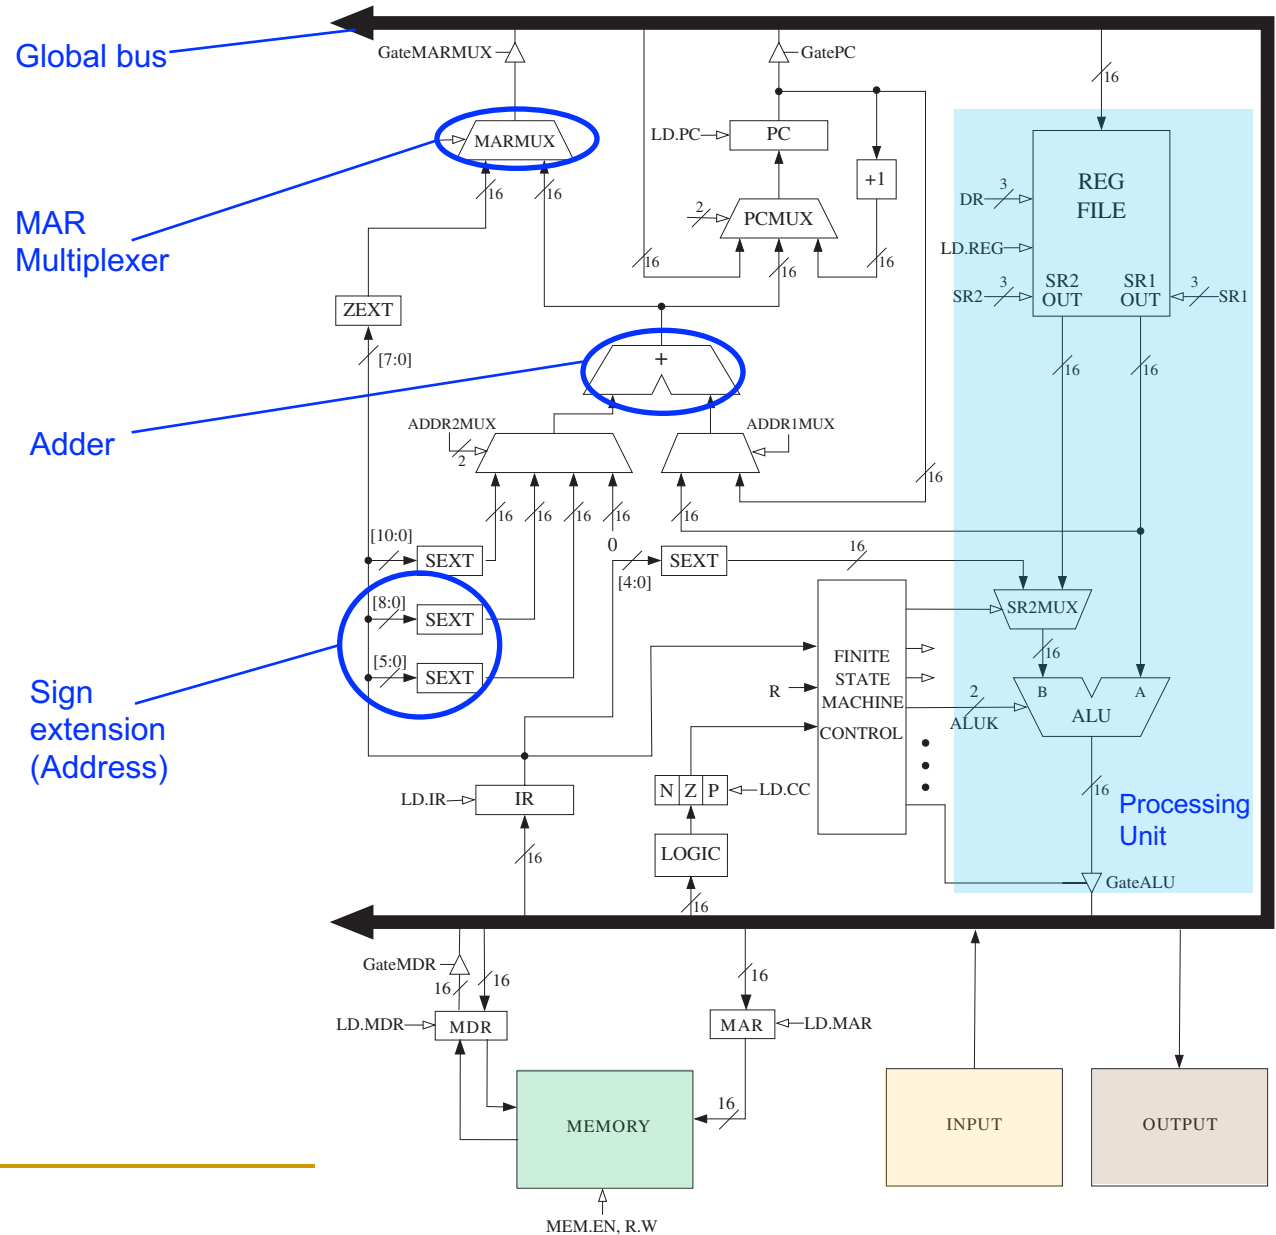 Global bus
GateMARMUX
GatePC
16
MARMUX
LD.PC
PC
+1
REG
FILE
MAR
Multiplexer
16
16
2
PCMUX
DR
3
LD.REG
16
16
16
ZEXT
SR2
3
SR2
OUT
SR1
OUT
3
SR1
[7:0]
+
16
16
Adder
ADDR2MUX
2
ADDR1MUX
16
16
16
16
16
16
0
[10:0]
SEXT
[4:0]
SEXT
16
[8:0]
SEXT
SR2MUX
[5:0]
SEXT
16
Sign
extension
(Address)
R
FINITE
STATE
MACHINE
CONTROL
2
ALUK
B
A
ALU
LD.IR
IR
N Z P
LD.CC
16
Processing
Unit
16
LOGIC
GateALU
16
GateMDR
16
16
16
LD.MDR
MDR
MAR
LD.MAR
16
MEMORY
INPUT
OUTPUT
MEM.EN, R.W